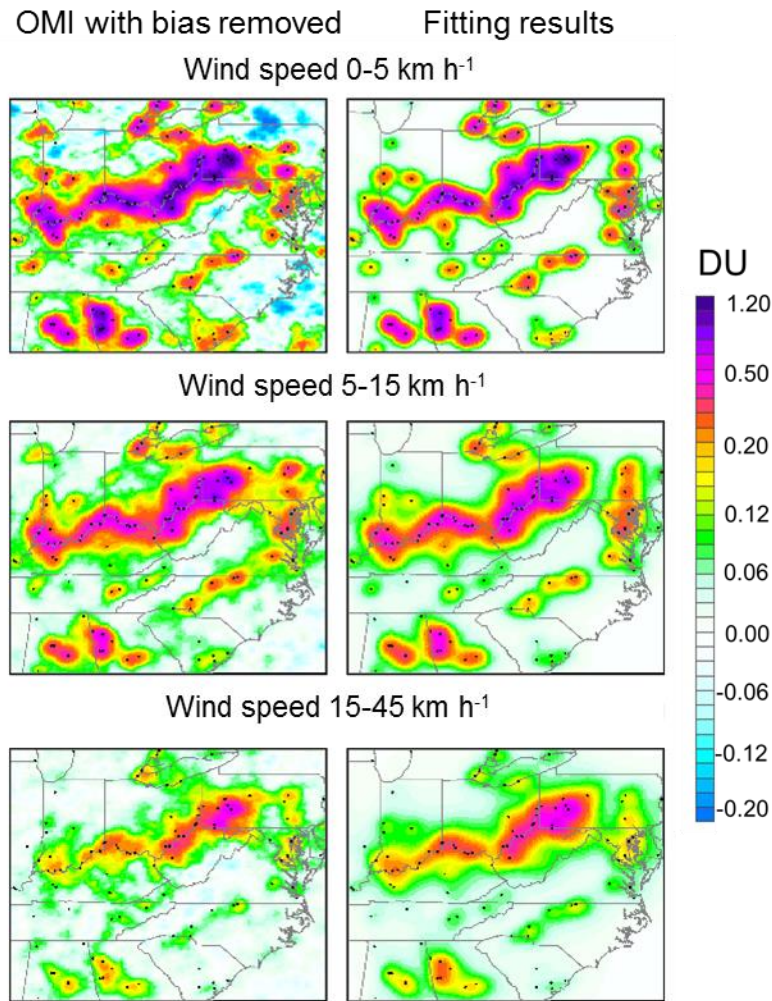 OMI with bias removed Fitting results
Wind speed 0-5 km h-1
DU
1.20
0.50
0.20
0.12
0.06
0.00
-0.06
-0.12
-0.20
Wind speed 5-15 km h-1
Wind speed 15-45 km h-1